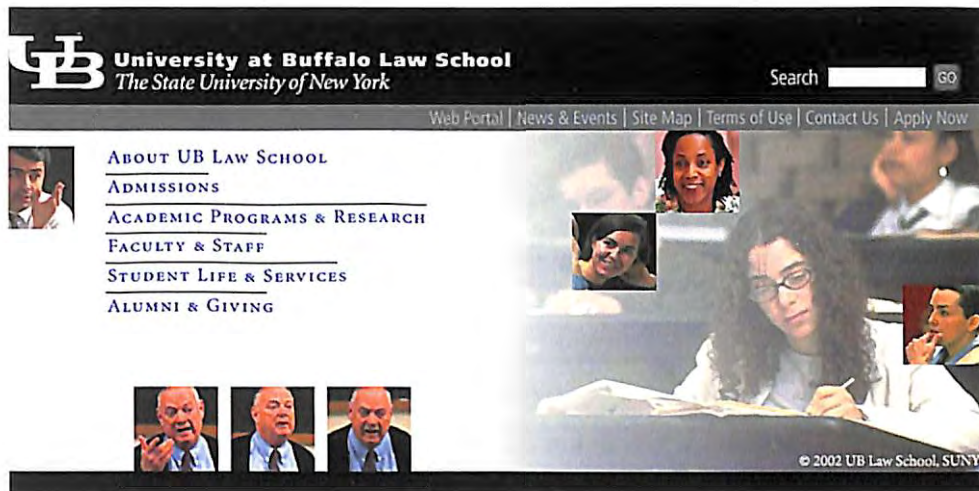 UB
University at Buffalo Law School
The State University of New York
Search GO
Web Portal | News & Events | Site Map | Terms of Use | Contact Us | Apply Now
ABOUT UB LAW SCHOOL
ADMISSIONS
ACADEMIC PROGRAMS & RESEARCH
FACULTY & STAFF
STUDENT LIFE & SERVICES
ALUMNI & GIVING
© 2002 UB Law School, SUNY